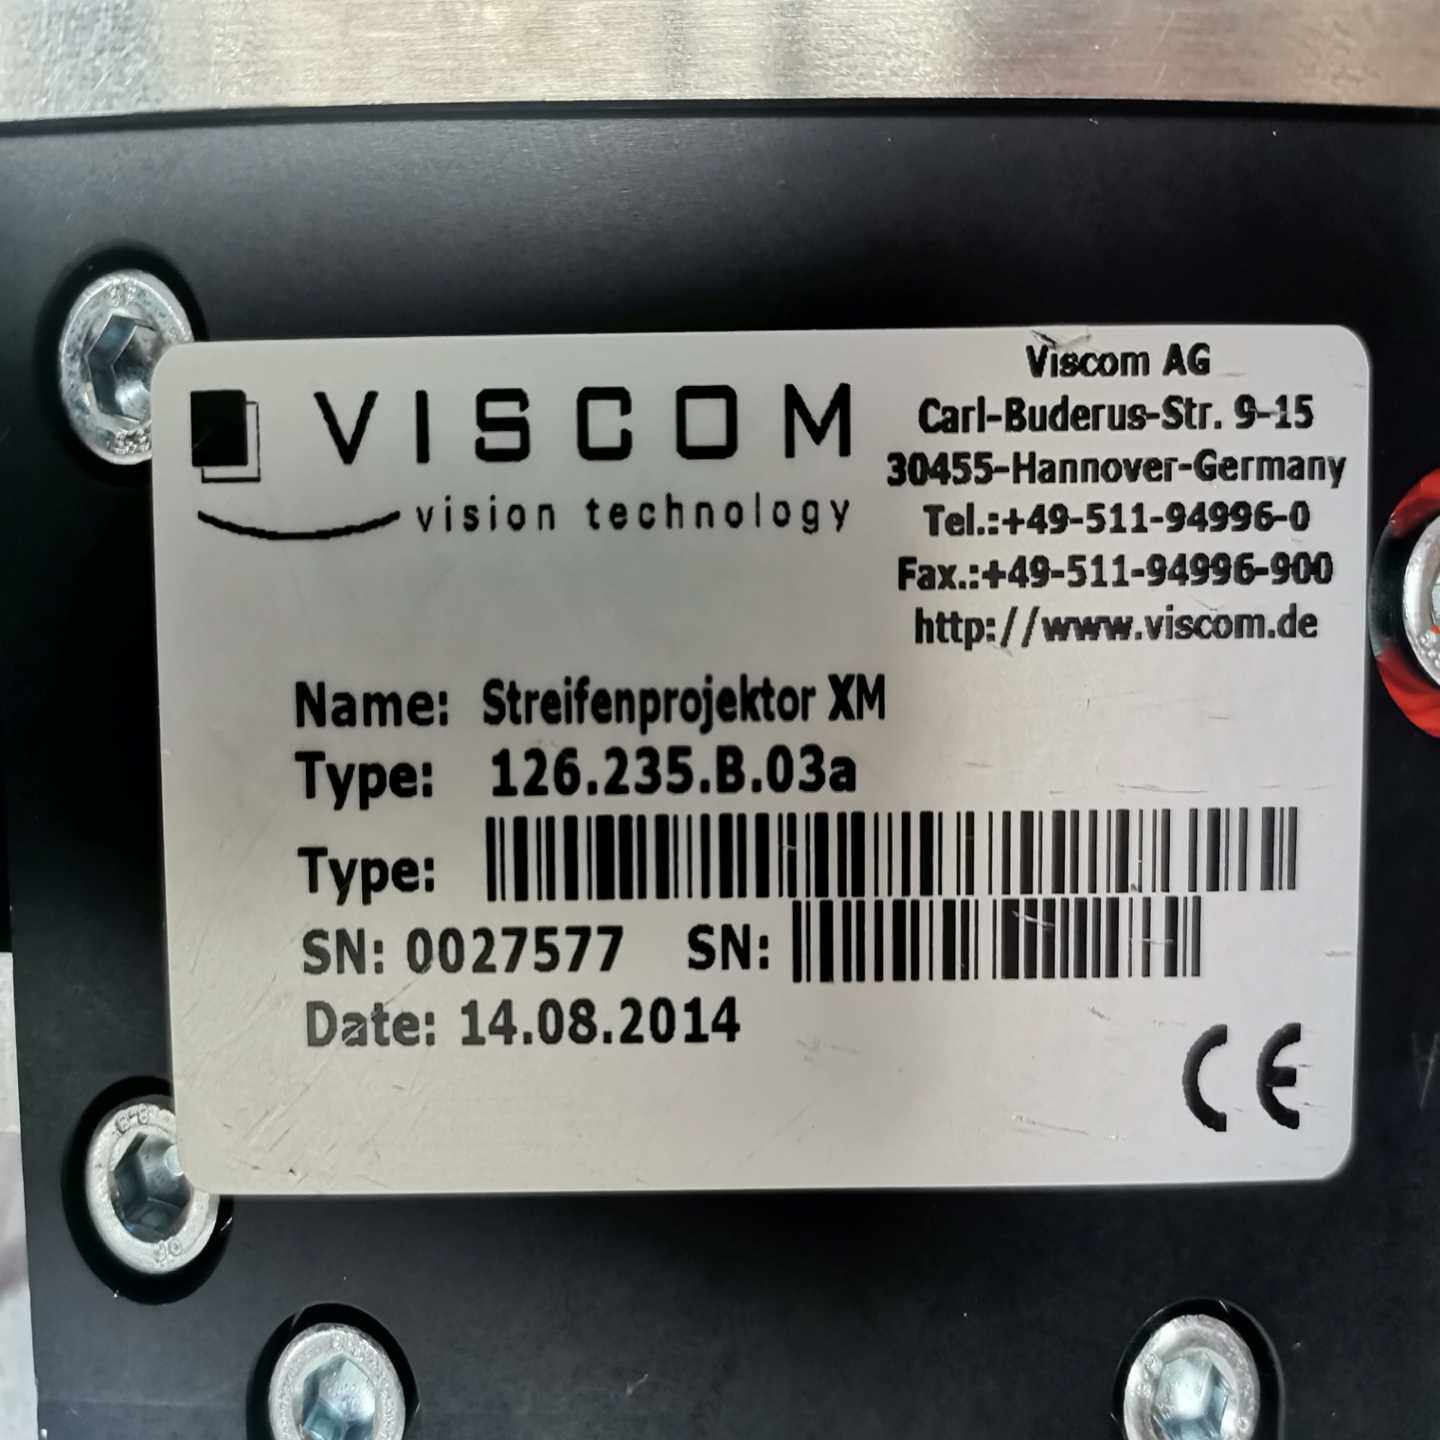 VISCOM
vision technology
Viscom AG
Carl-Buderus-Str. 9-15
30455-Hannover-Germany
Tel.:+49-511-94996-0
Fax.:+49-511-94996-900
http://www.viscom.de
Name: Streifenprojektor XM
Type: 126.235.B.03a
Type:
SN: 0027577 SN:
Date: 14.08.2014
CE